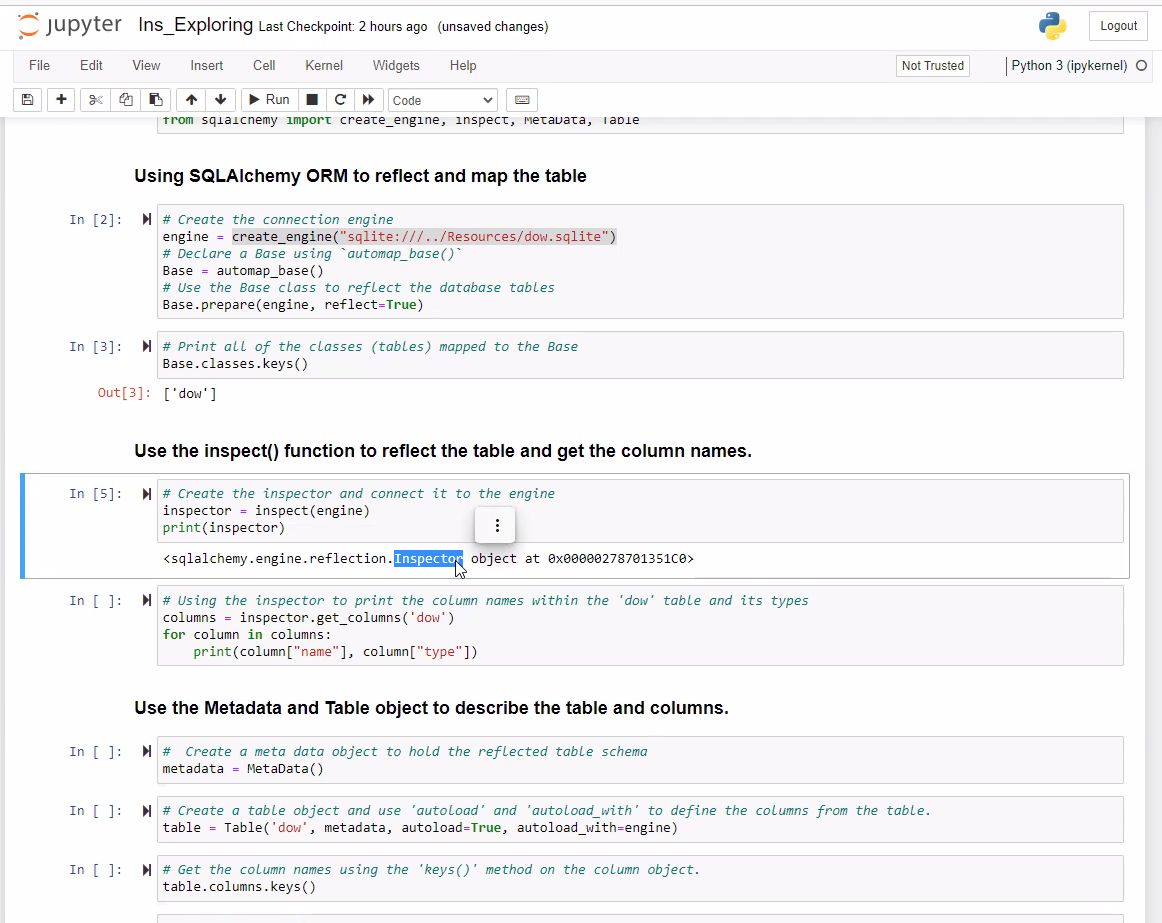 jupyter Ins_Exploring Last Checkpoint: 2 hours ago (unsaved changes) Logout
File Edit View Insert Cell Kernel Widgets Help Not Trusted Python 3 (ipykernel)
Run Code
from sqlalchemy import create_engine, inspect, MetaData, Table
Using SQLAlchemy ORM to reflect and map the table
In [2]: # Create the connection engine
engine = create_engine("sqlite:///../Resources/dow.sqlite")
# Declare a Base using `automap_base()`
Base = automap_base()
# Use the Base class to reflect the database tables
Base.prepare(engine, reflect=True)
In [3]: # Print all of the classes (tables) mapped to the Base
Base.classes.keys()
Out[3]: ['dow']
Use the inspect() function to reflect the table and get the column names.
In [5]: # Create the inspector and connect it to the engine
inspector = inspect(engine)
print(inspector)
<sqlalchemy.engine.reflection.Inspector object at 0x00000278701351C0>
In [ ]: # Using the inspector to print the column names within the 'dow' table and its types
columns = inspector.get_columns('dow')
for column in columns:
    print(column["name"], column["type"])
Use the Metadata and Table object to describe the table and columns.
In [ ]: #  Create a meta data object to hold the reflected table schema
metadata = MetaData()
In [ ]: # Create a table object and use 'autoload' and 'autoload_with' to define the columns from the table.
table = Table('dow', metadata, autoload=True, autoload_with=engine)
In [ ]: # Get the column names using the 'keys()' method on the column object.
table.columns.keys()